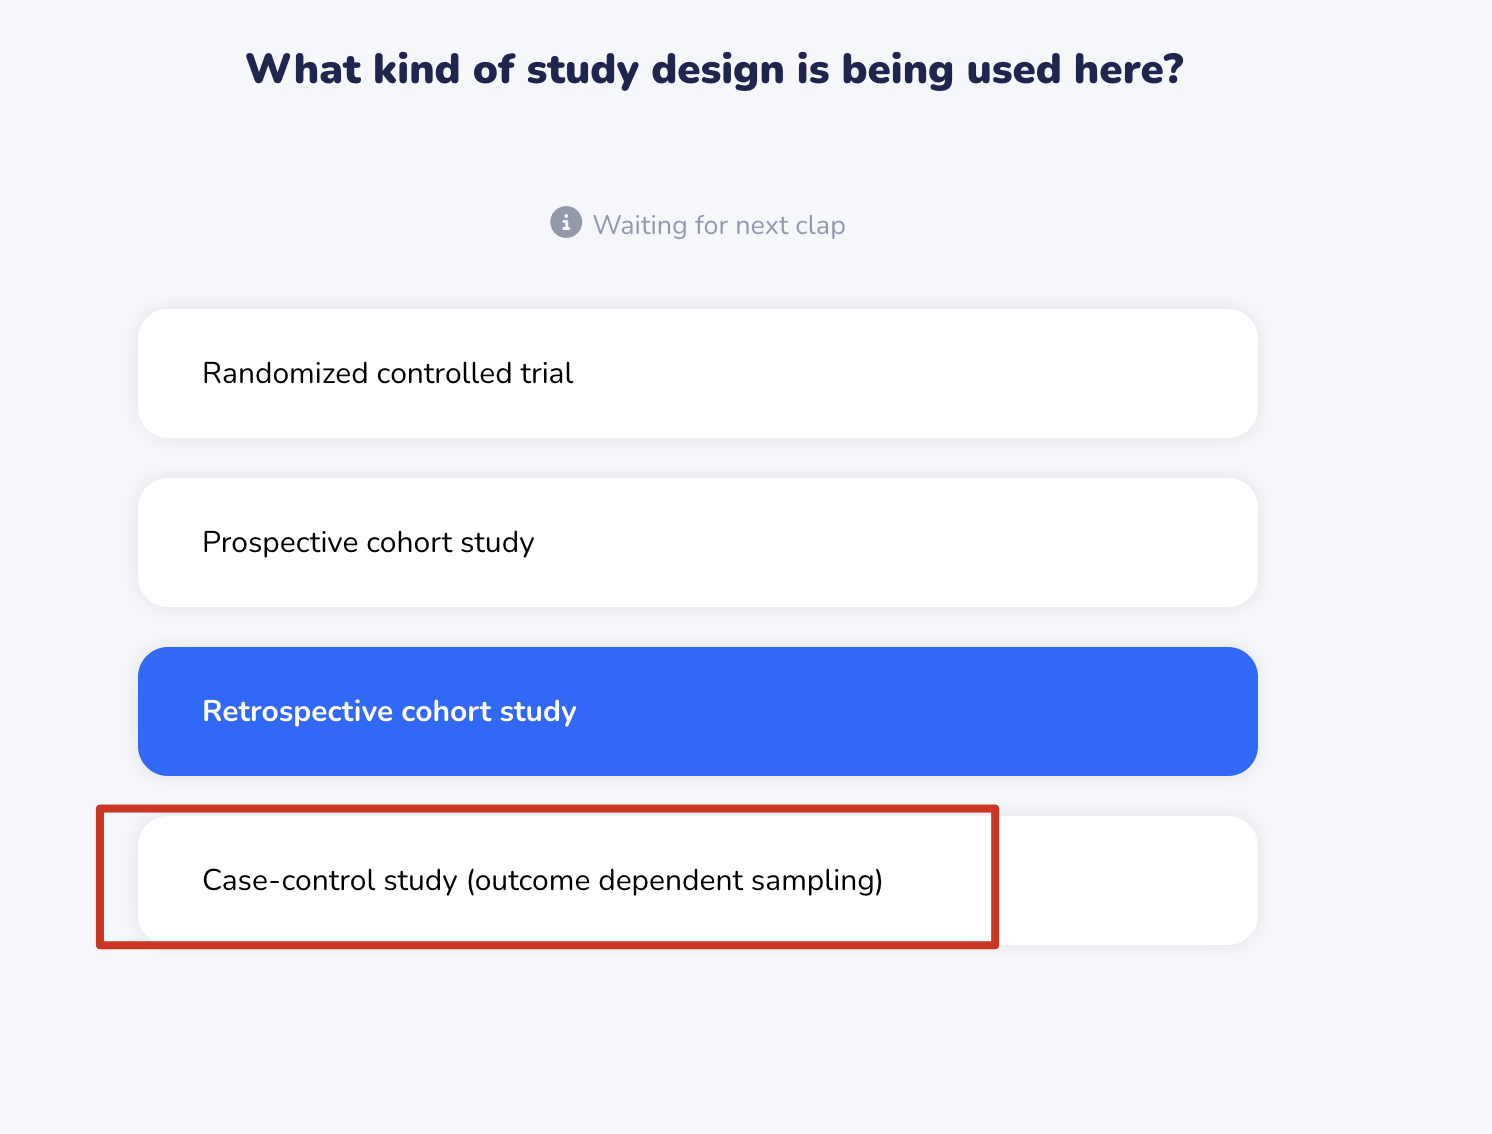 What kind of study design is being used here?
Waiting for next clap
Randomized controlled trial
Prospective cohort study
Retrospective cohort study
Case-control study (outcome dependent sampling)